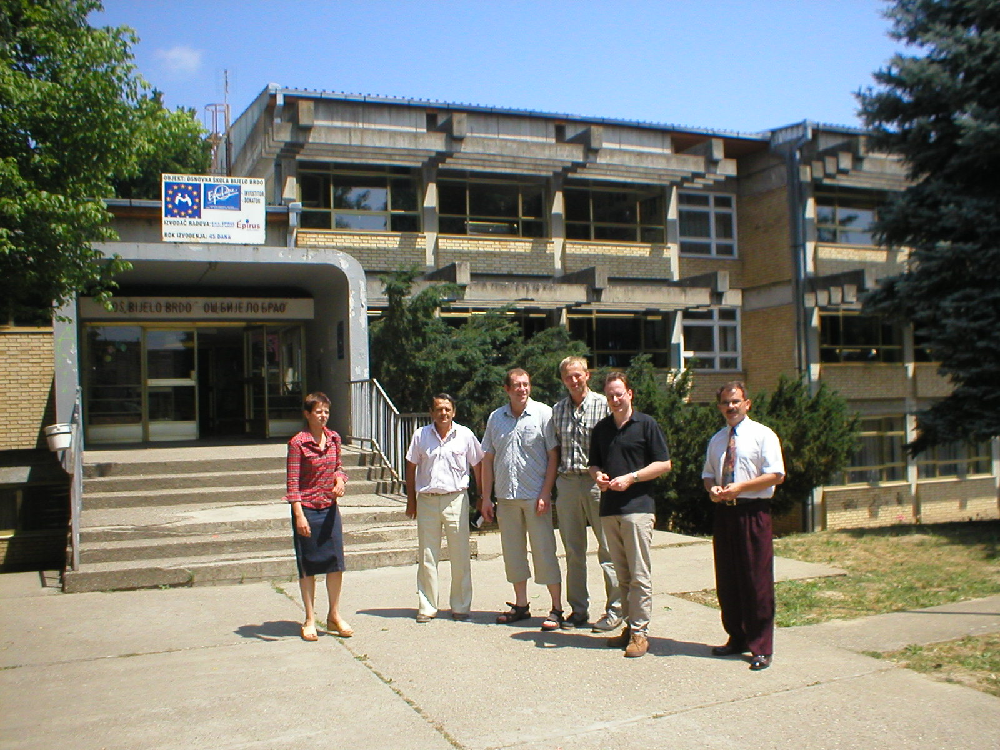 OBJEKT: OSNOVNA ŠKOLA BIJELO BRDO
- INVESTITOR
- DONATOR
IZVOĐAČ RADOVA: EPIRUS Épirus
ROK IZVOĐENJA: 45 DANA
"OŠ, BIJELO BRDO" ОШ, БИЈЕЛО БРДО"